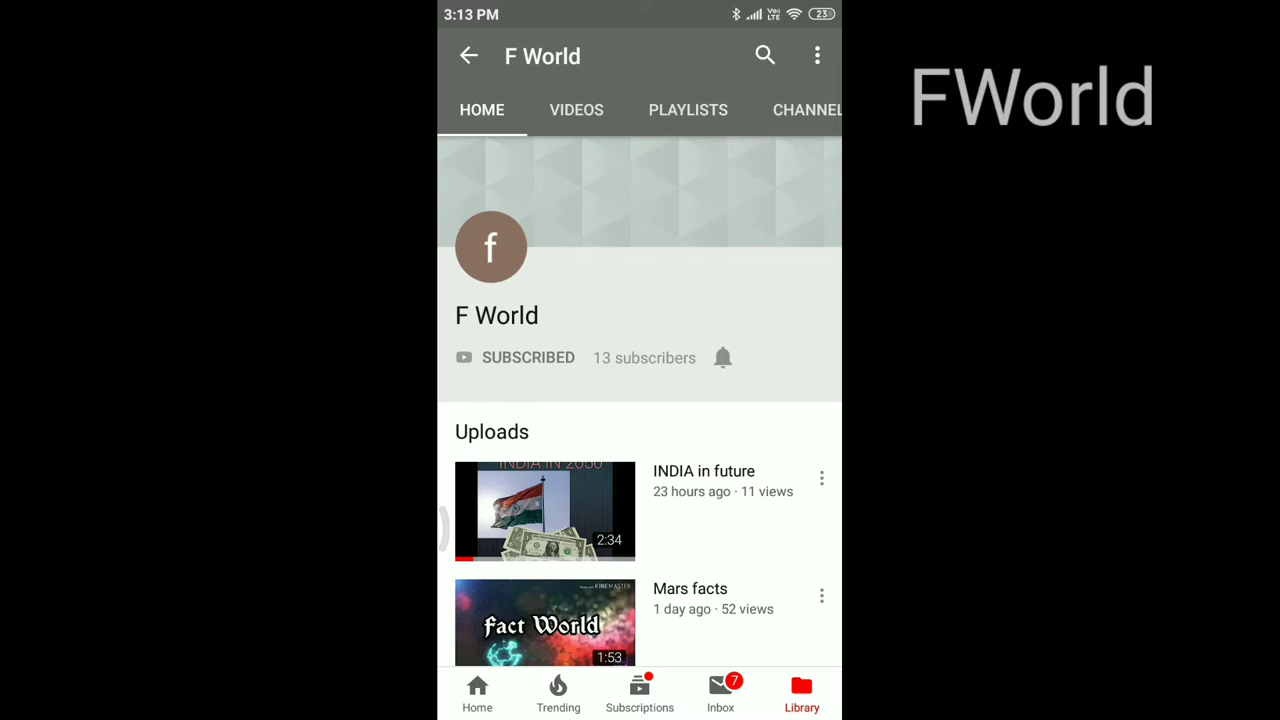 3:13 PM
Vo) LTE
23
F World
HOME VIDEOS PLAYLISTS CHANNEL
FWorld
f
F World
SUBSCRIBED 13 subscribers
Uploads
INDIA IN 2050
2:34
INDIA in future
23 hours ago · 11 views
KINEMASTER
Fact World
1:53
Mars facts
1 day ago · 52 views
7
Home Trending Subscriptions Inbox Library